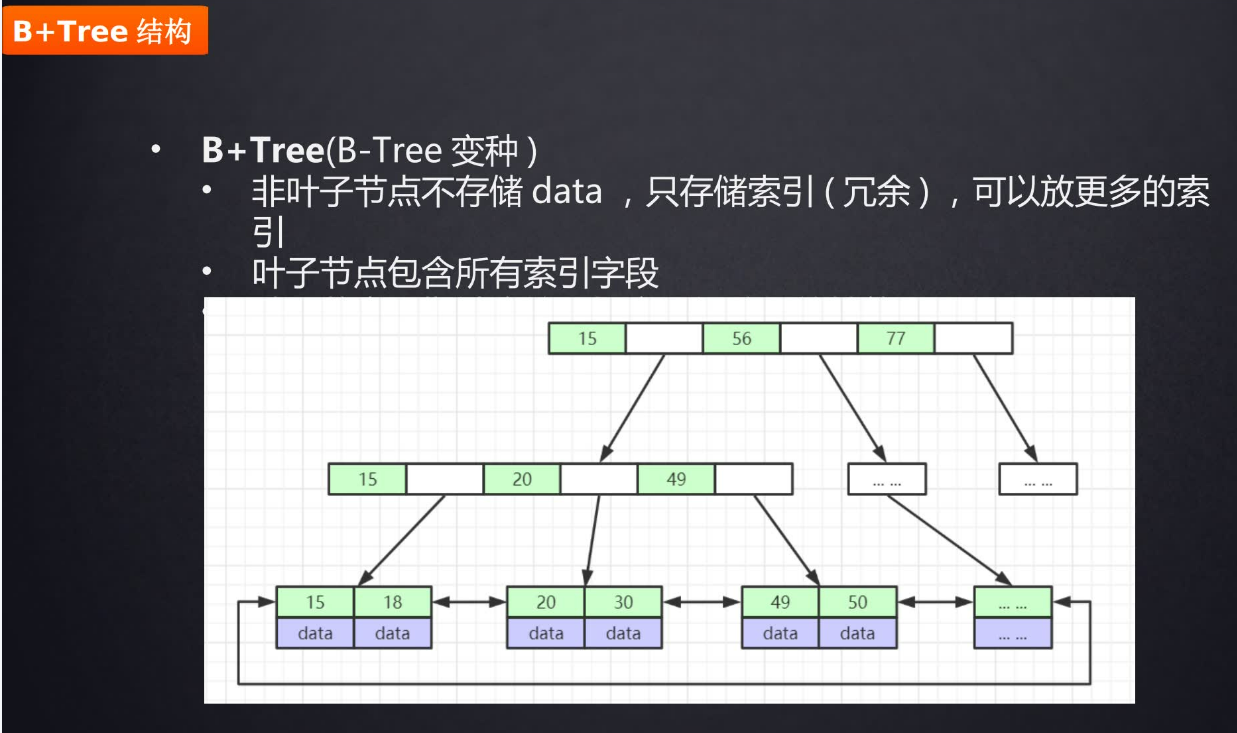 B+Tree 结构
• B+Tree(B-Tree 变种)
• 非叶子节点不存储 data ，只存储索引 ( 冗余 ) ，可以放更多的索
引
• 叶子节点包含所有索引字段
15 56 77
15 20 49 ... ... ... ...
15 18 20 30 49 50 ... ...
data data data data data data ... ...